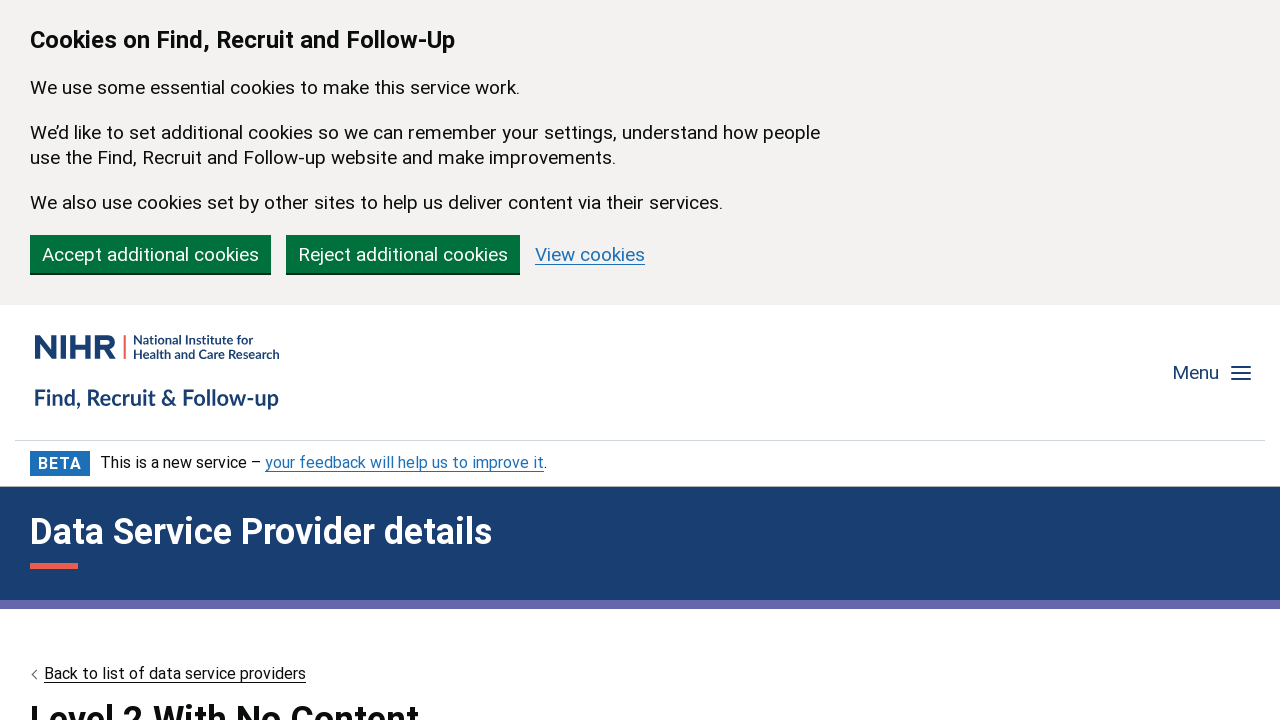 Cookies on Find, Recruit and Follow-Up
We use some essential cookies to make this service work.
We'd like to set additional cookies so we can remember your settings, understand how people
use the Find, Recruit and Follow-up website and make improvements.
We also use cookies set by other sites to help us deliver content via their services.
Accept additional cookies Reject additional cookies View cookies
NIHR | National Institute for
Health and Care Research
Find, Recruit & Follow-up
Menu
BETA This is a new service – your feedback will help us to improve it.
Data Service Provider details
Back to list of data service providers
Level 2 With No Content